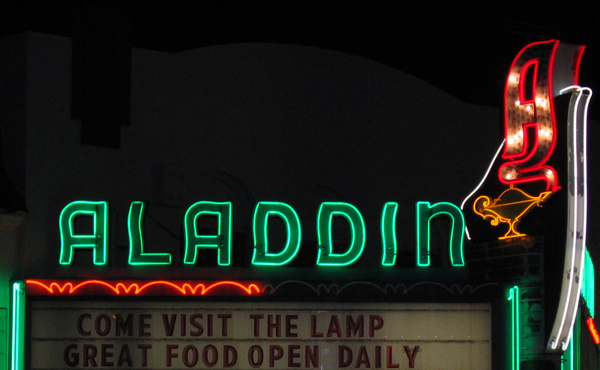 ALADDIN
A
COME VISIT THE LAMP
GREAT FOOD OPEN DAILY